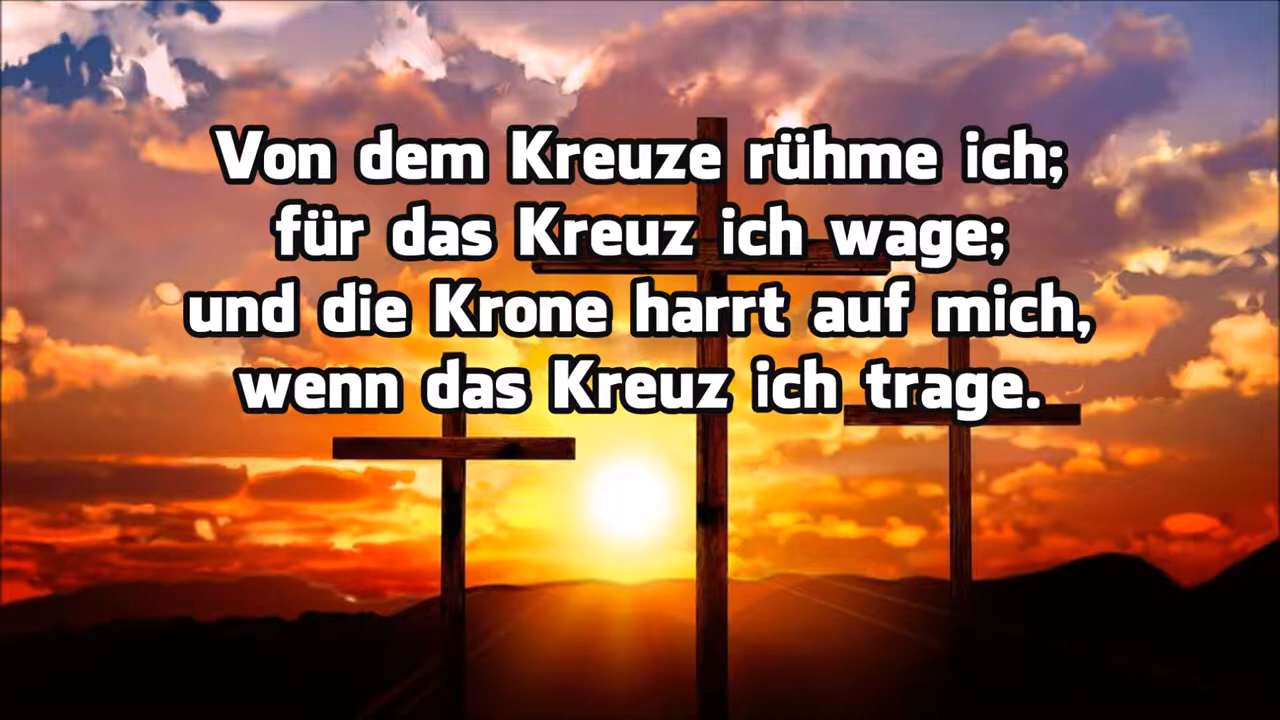 Von dem Kreuze rühme ich;
für das Kreuz ich wage;
und die Krone harrt auf mich,
wenn das Kreuz ich trage.